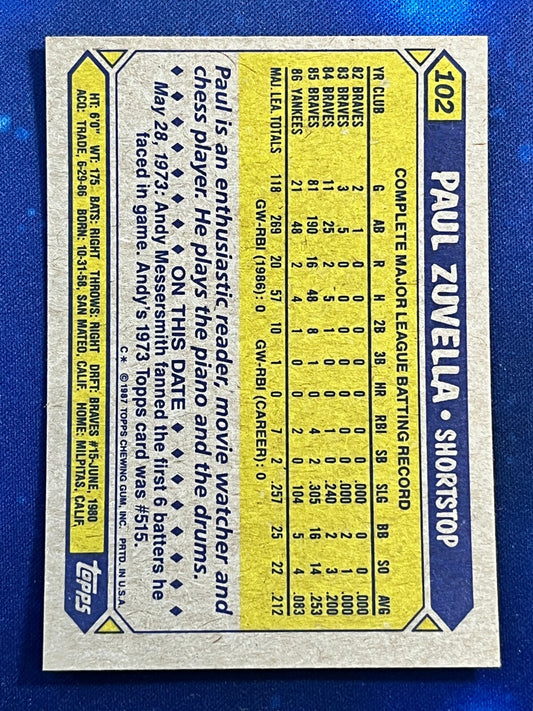 102 PAUL ZUVELLA • SHORTSTOP
COMPLETE MAJOR LEAGUE BATTING RECORD
YR CLUB G AB R H 2B 3B HR RBI SB SLG BB SO AVG
82 BRAVES 2 1 0 0 0 0 0 0 0 .000 0 0 .000
83 BRAVES 3 5 0 0 0 0 0 0 0 .000 2 1 .000
84 BRAVES 11 25 2 5 1 0 0 1 0 .240 2 3 .200
85 BRAVES 81 190 16 48 8 1 0 4 2 .305 16 14 .253
86 YANKEES 21 48 2 4 1 0 0 2 0 .104 5 4 .083
MAJ. LEA. TOTALS 118 269 20 57 10 1 0 7 2 .257 25 22 .212
GW-RBI (1986): 0 GW-RBI (CAREER): 0
Paul is an enthusiastic reader, movie watcher and
chess player. He plays the piano and the drums.
ON THIS DATE
May 28, 1973: Andy Messersmith fanned the first 6 batters he
faced in game. Andy's 1973 Topps card was #515.
C* ©1987 TOPPS CHEWING GUM, INC. PRTD. IN U.S.A.
HT: 6'0" WT: 175 BATS: RIGHT THROWS: RIGHT DRFT: BRAVES #15-JUNE, 1980
ACQ: TRADE, 6-29-86 BORN: 10-31-58, SAN MATEO, CALIF. HOME: MILPITAS, CALIF.
topps